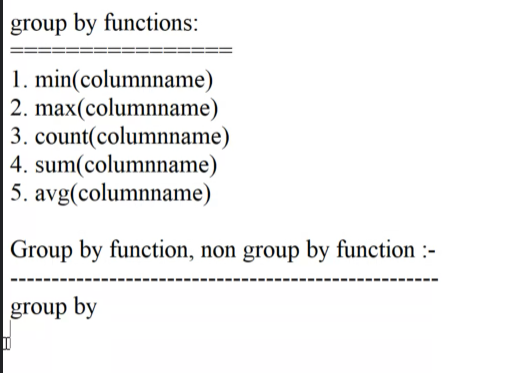 group by functions:
================
1. min(columnname)
2. max(columnname)
3. count(columnname)
4. sum(columnname)
5. avg(columnname)
Group by function, non group by function :-
----------------------------------------------------
group by